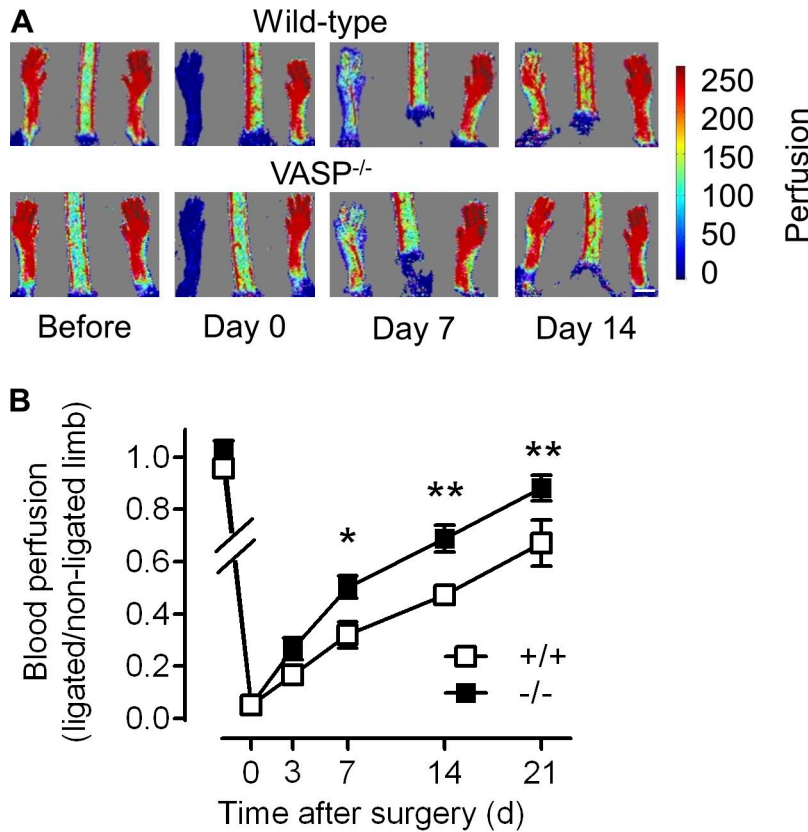 A
Wild-type
250
200
150
100
50
0
Perfusion
VASP-/-
Before Day 0 Day 7 Day 14
B
Blood perfusion
(ligated/non-ligated limb)
1.0
0.8
0.6
0.4
0.2
0.0
*
**
**
+/+
-/-
0 3 7 14 21
Time after surgery (d)